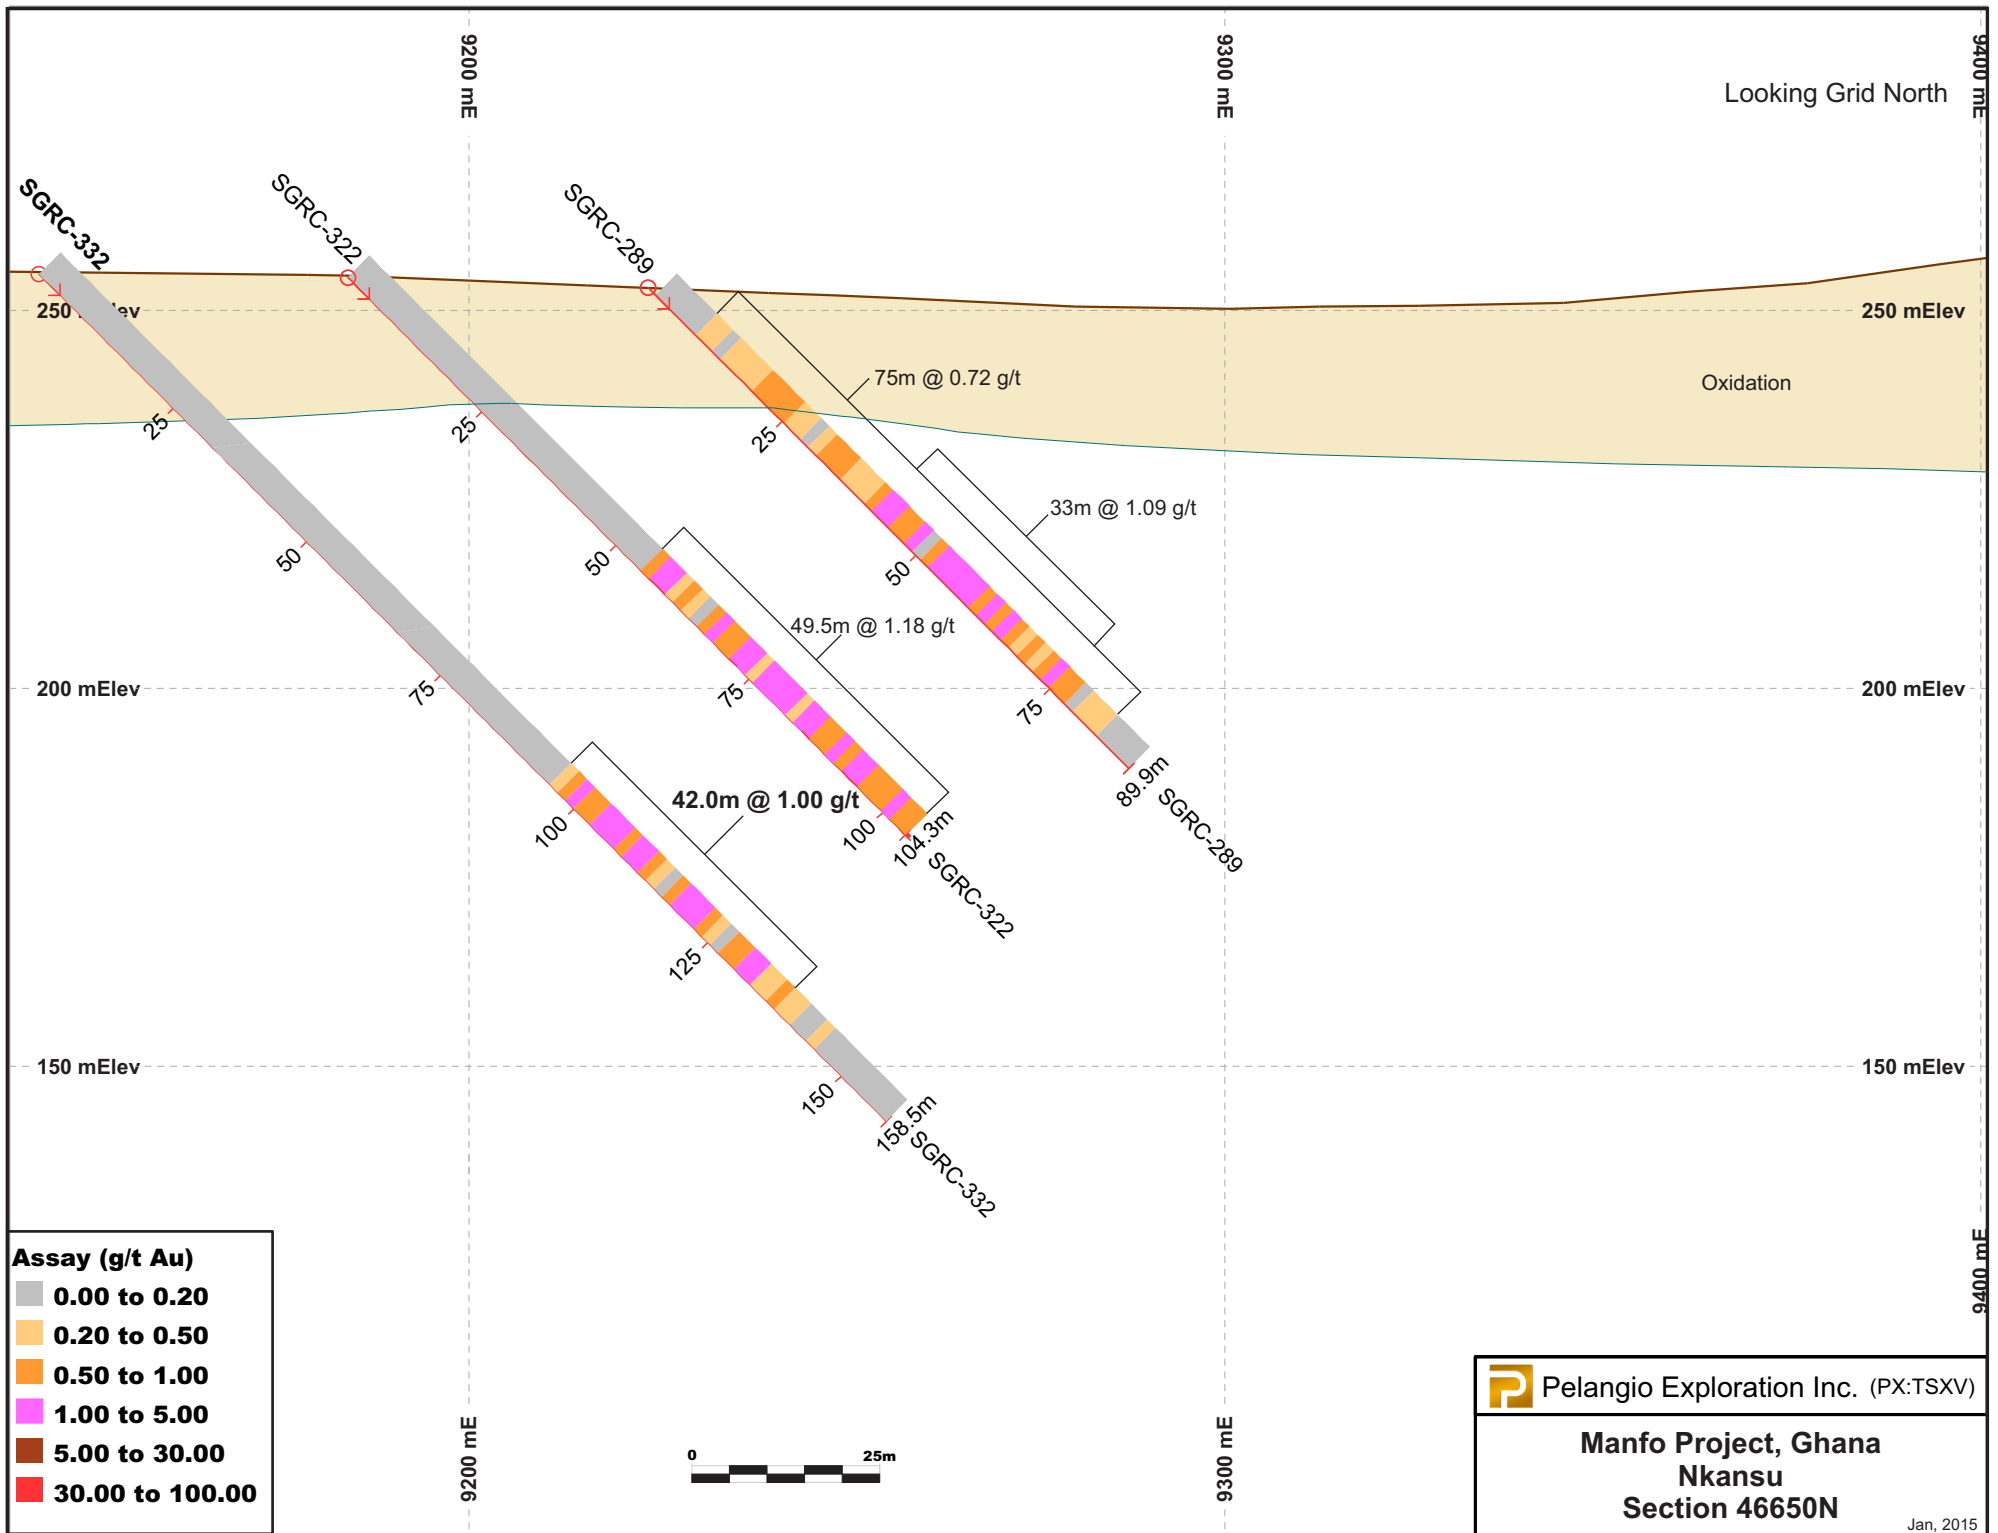 9200 mE
9300 mE
9400 mE
Looking Grid North
SGRC-332
SGRC-322
SGRC-289
250 mElev
250 mElev
Oxidation
75m @ 0.72 g/t
33m @ 1.09 g/t
49.5m @ 1.18 g/t
42.0m @ 1.00 g/t
25
50
75
100
125
150
158.5m
SGRC-332
25
50
75
100
104.3m
SGRC-322
25
50
75
89.9m
SGRC-289
200 mElev
200 mElev
150 mElev
150 mElev
9400 mE
Assay (g/t Au)
0.00 to 0.20
0.20 to 0.50
0.50 to 1.00
1.00 to 5.00
5.00 to 30.00
30.00 to 100.00
9200 mE
0 25m
9300 mE
Pelangio Exploration Inc. (PX:TSXV)
Manfo Project, Ghana
Nkansu
Section 46650N
Jan, 2015